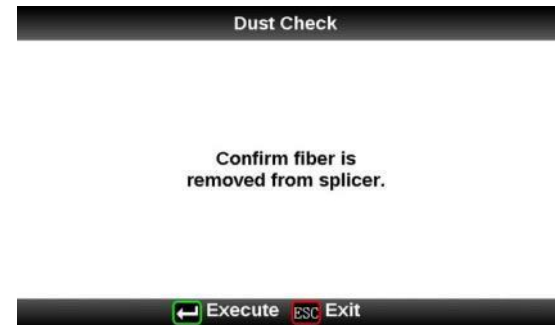 Dust Check
Confirm fiber is
removed from splicer.
Execute ESC Exit